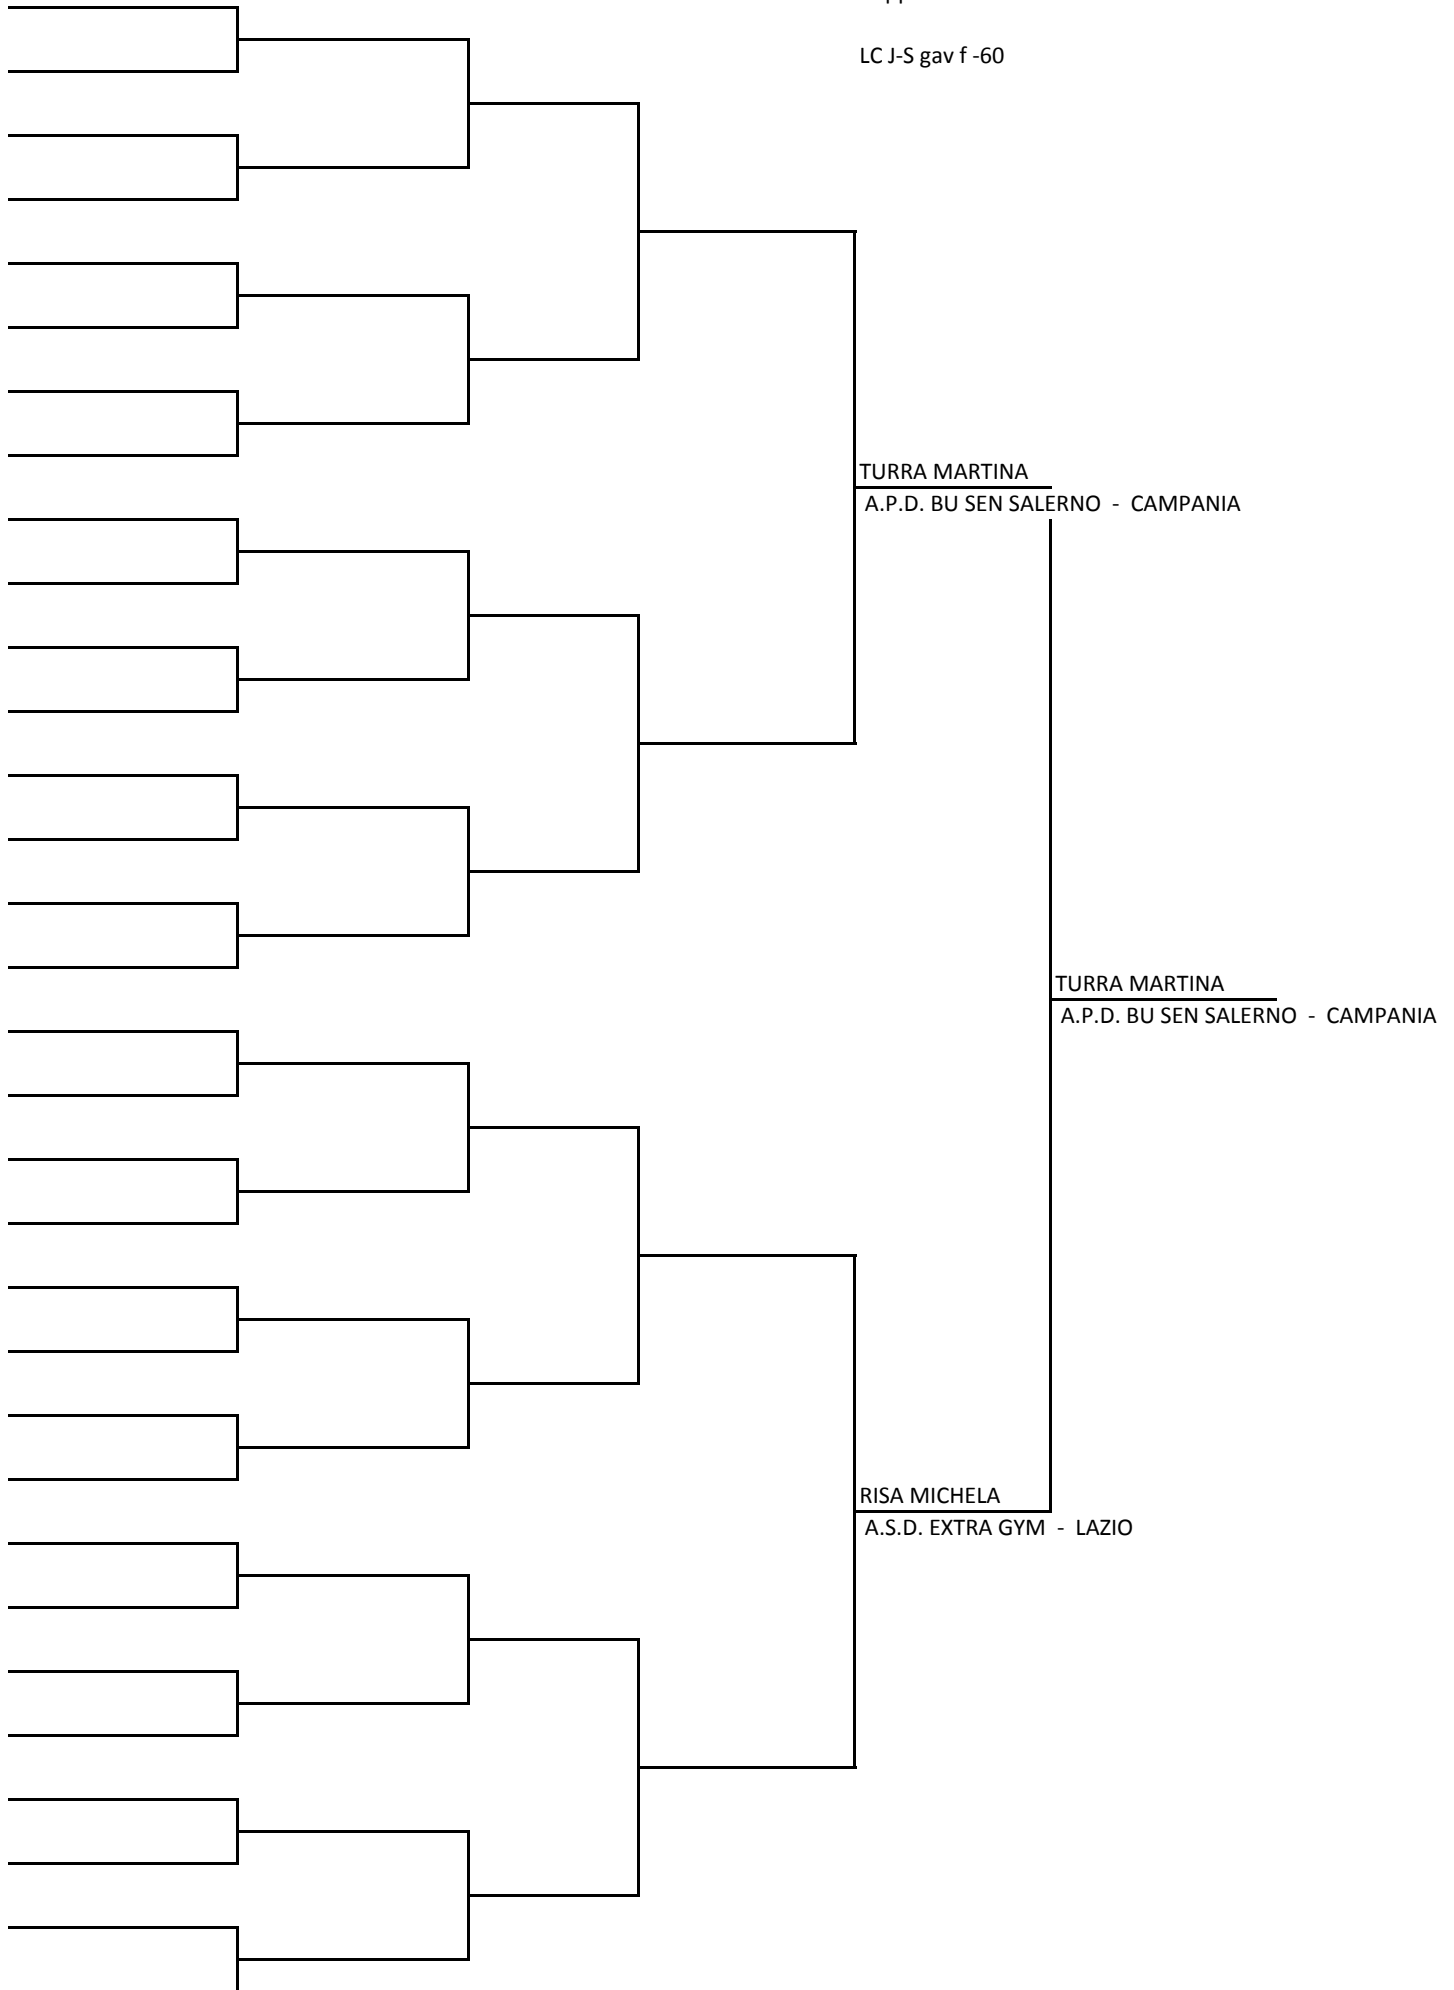 LC J-S gav f -60
TURRA MARTINA
A.P.D. BU SEN SALERNO - CAMPANIA
TURRA MARTINA
A.P.D. BU SEN SALERNO - CAMPANIA
RISA MICHELA
A.S.D. EXTRA GYM - LAZIO